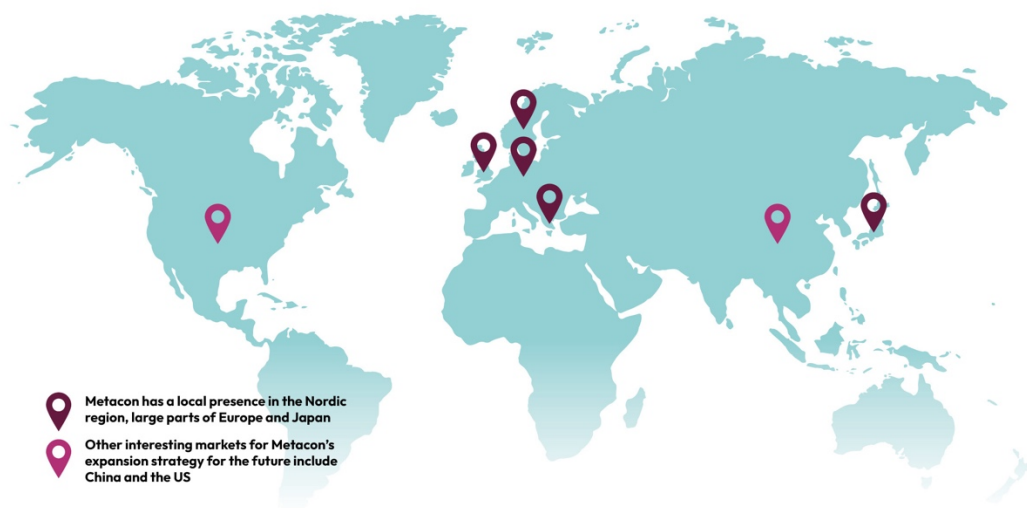 Metacon has a local presence in the Nordic
region, large parts of Europe and Japan
Other interesting markets for Metacon’s
expansion strategy for the future include
China and the US